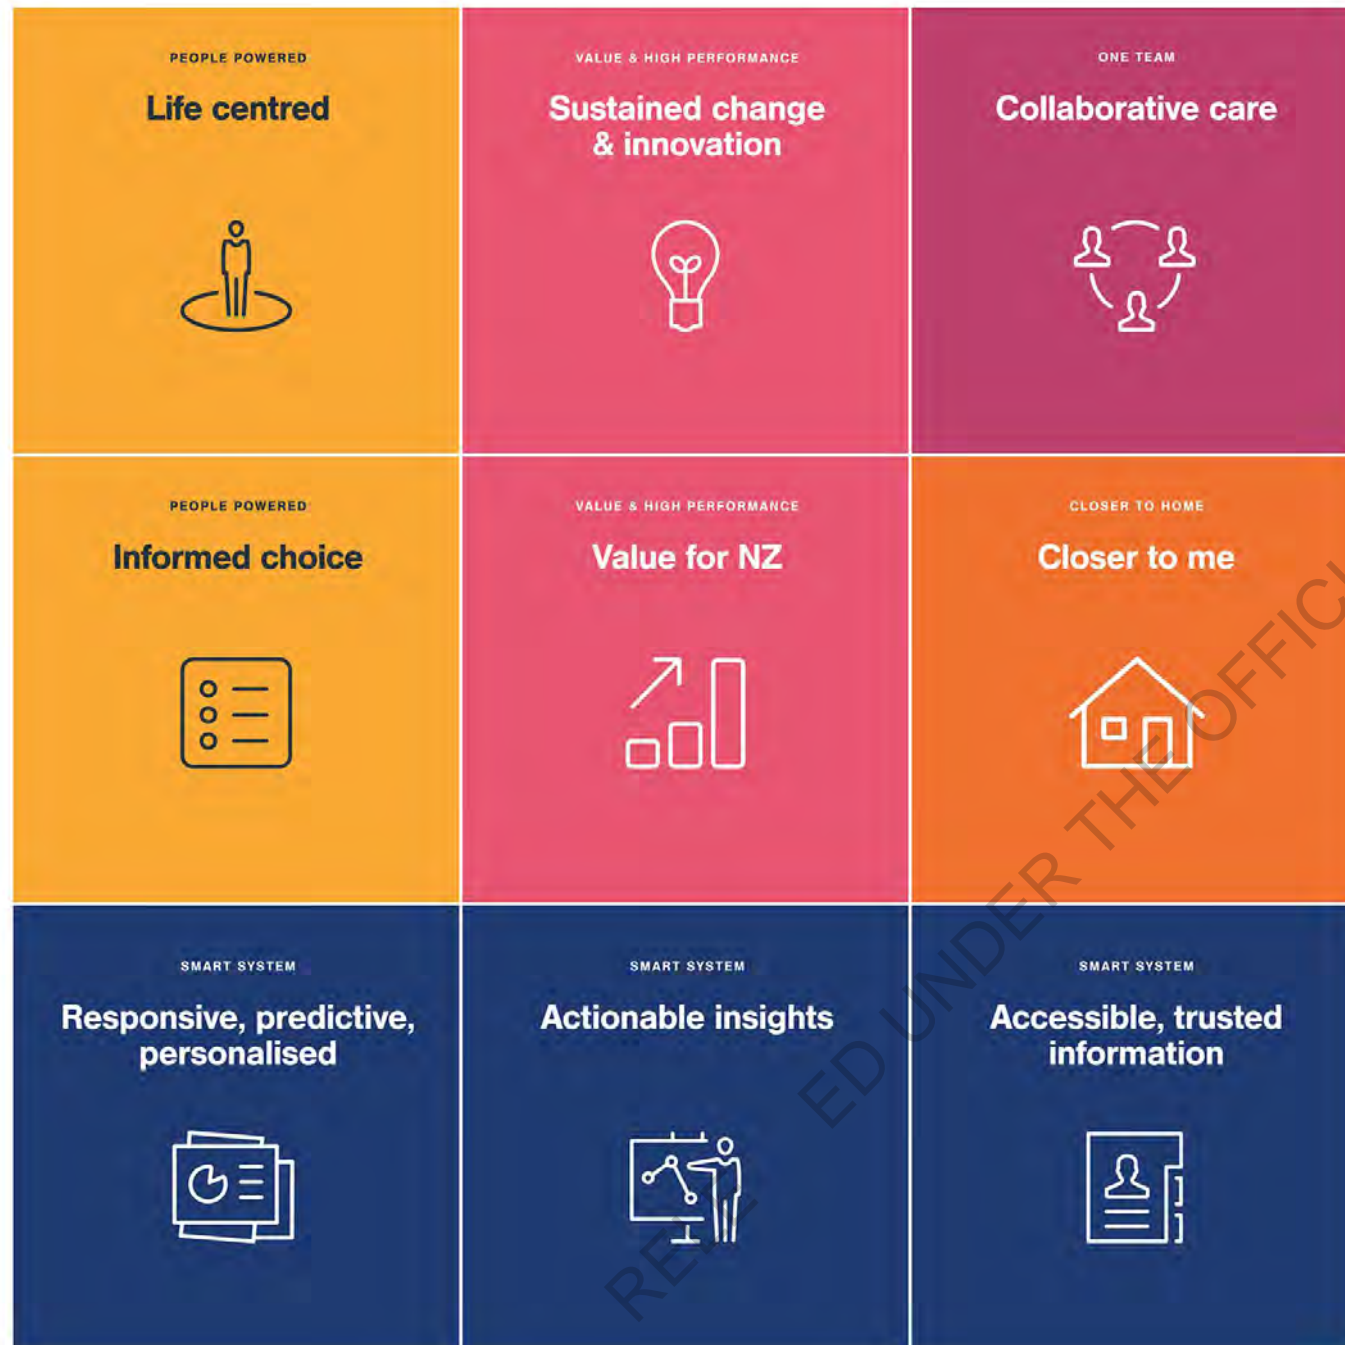 PEOPLE POWERED
Life centred
VALUE & HIGH PERFORMANCE
Sustained change
& innovation
ONE TEAM
Collaborative care
PEOPLE POWERED
Informed choice
VALUE & HIGH PERFORMANCE
Value for NZ
CLOSER TO HOME
Closer to me
SMART SYSTEM
Responsive, predictive,
personalised
SMART SYSTEM
Actionable insights
SMART SYSTEM
Accessible, trusted
information
UNDER THE